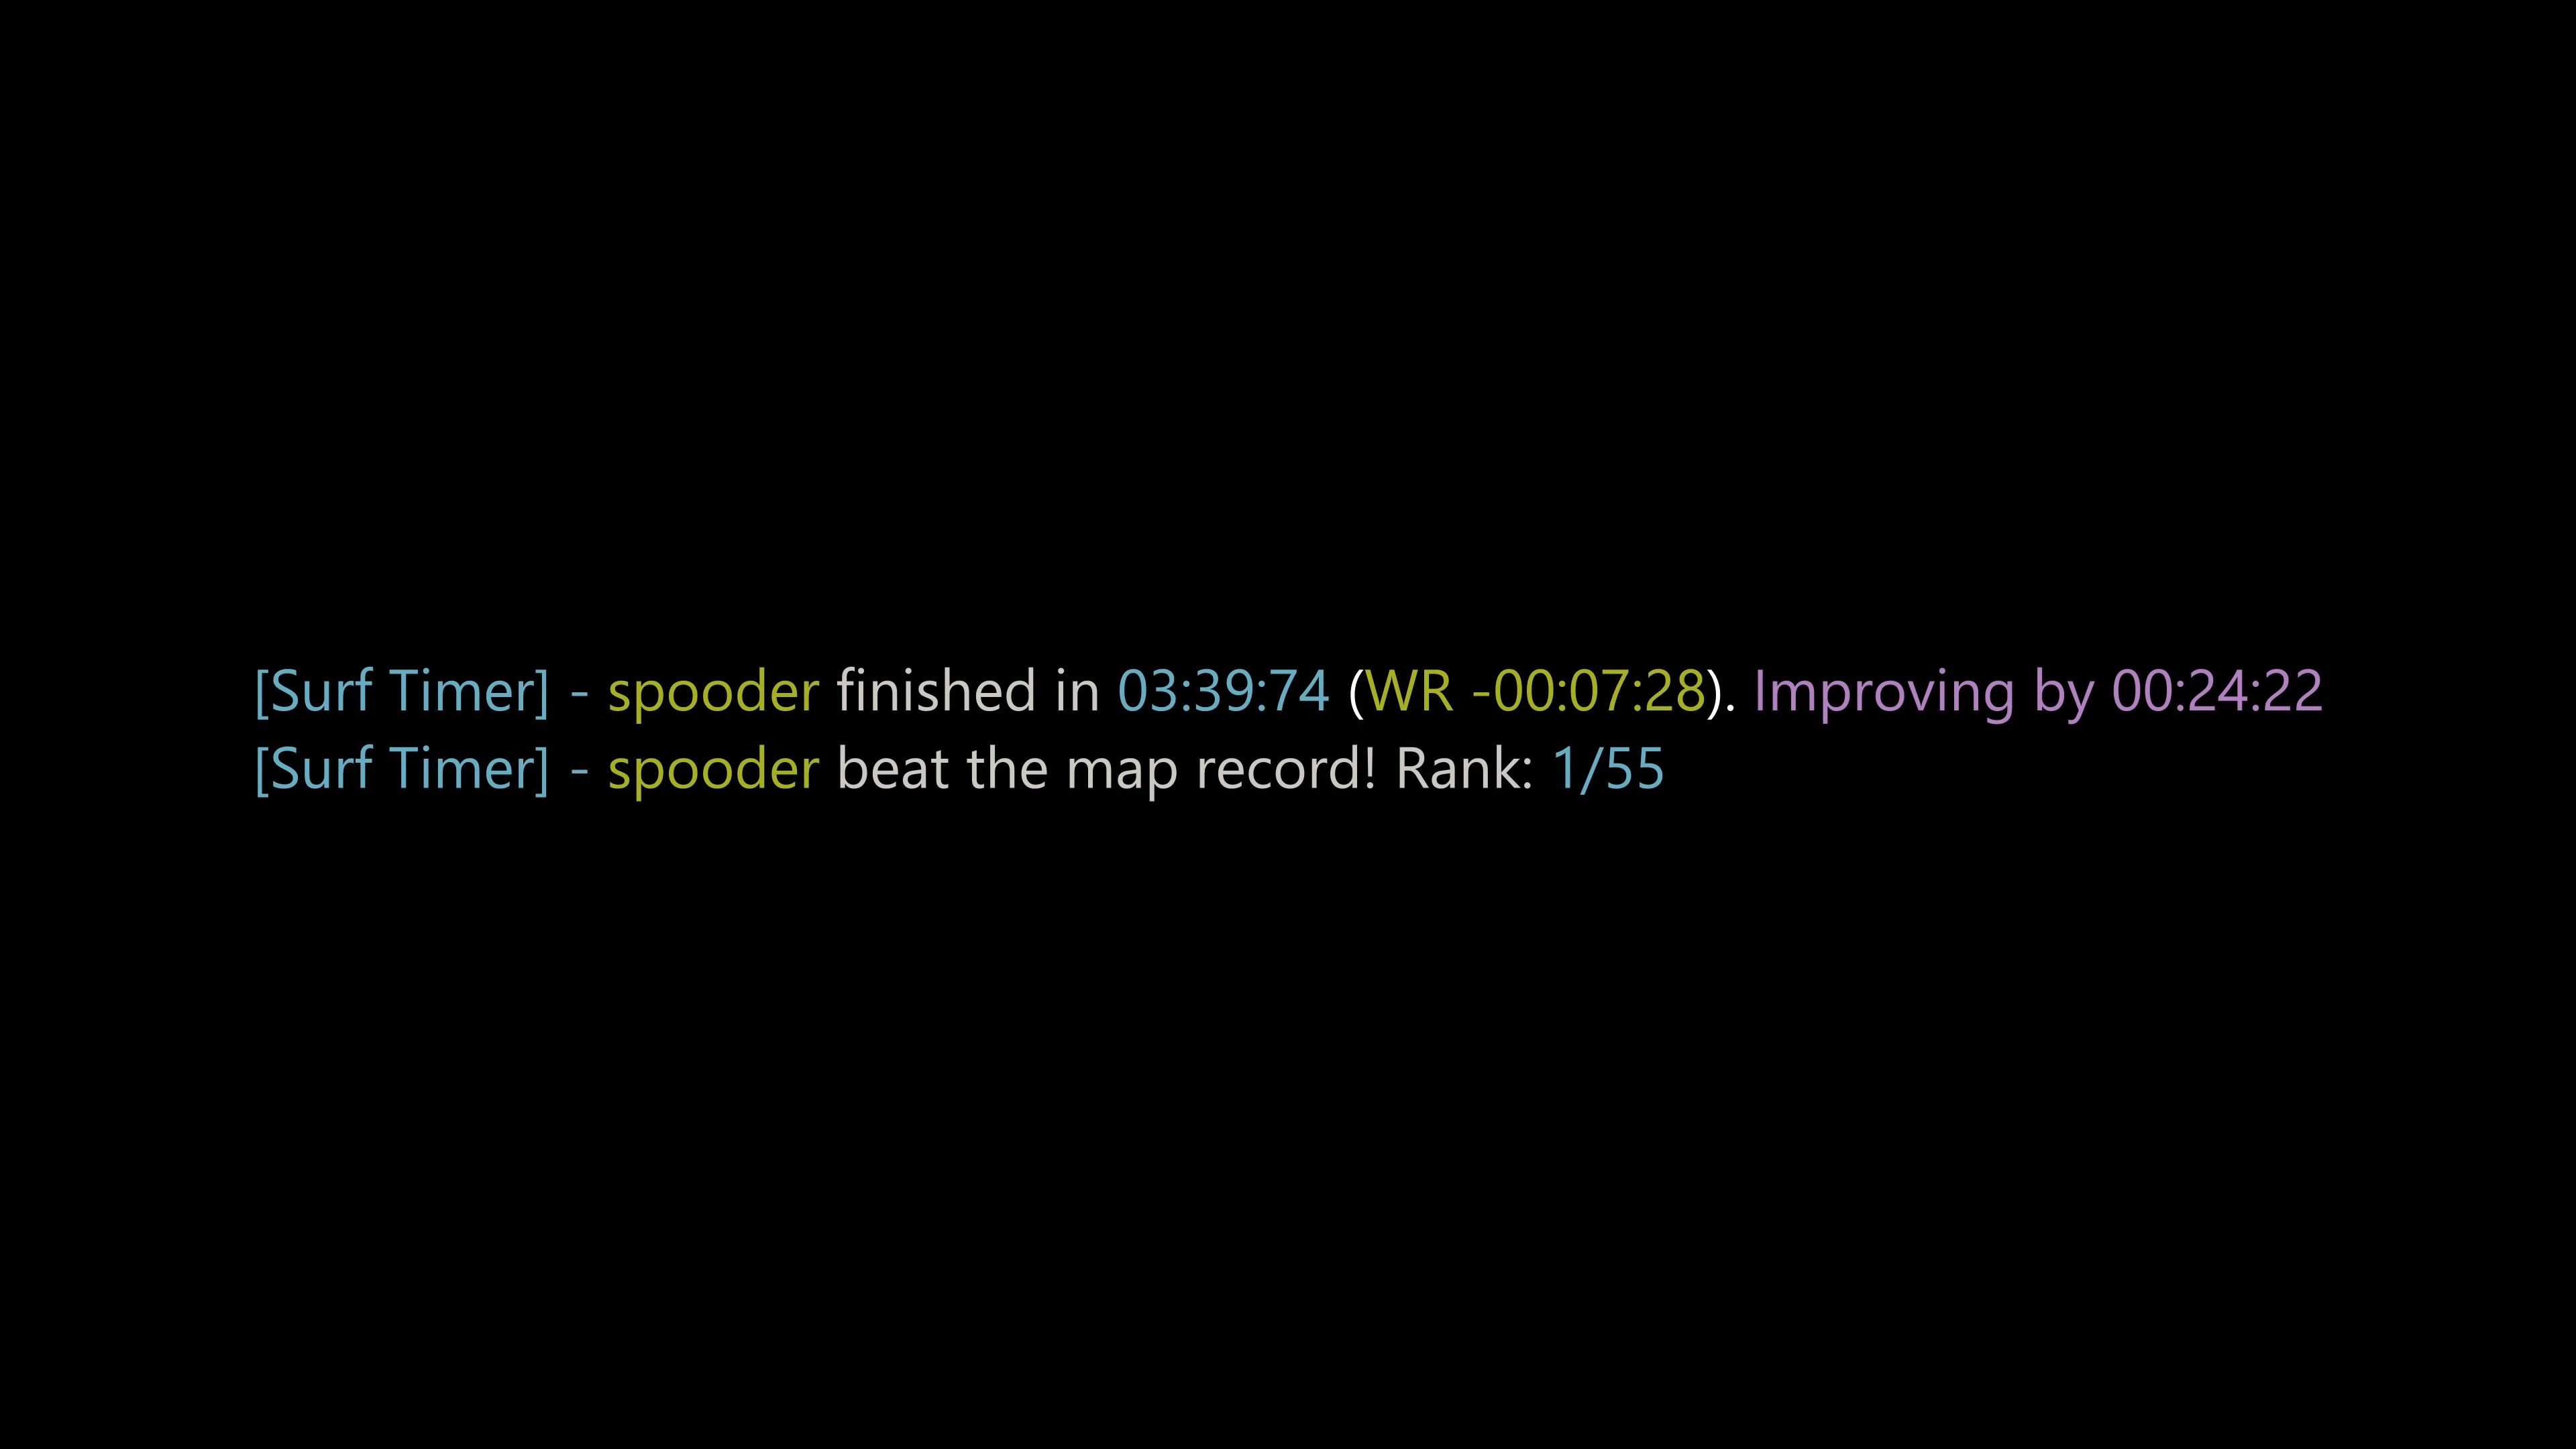 [Surf Timer] - spooder finished in 03:39:74 (WR -00:07:28). Improving by 00:24:22
[Surf Timer] - spooder beat the map record! Rank: 1/55